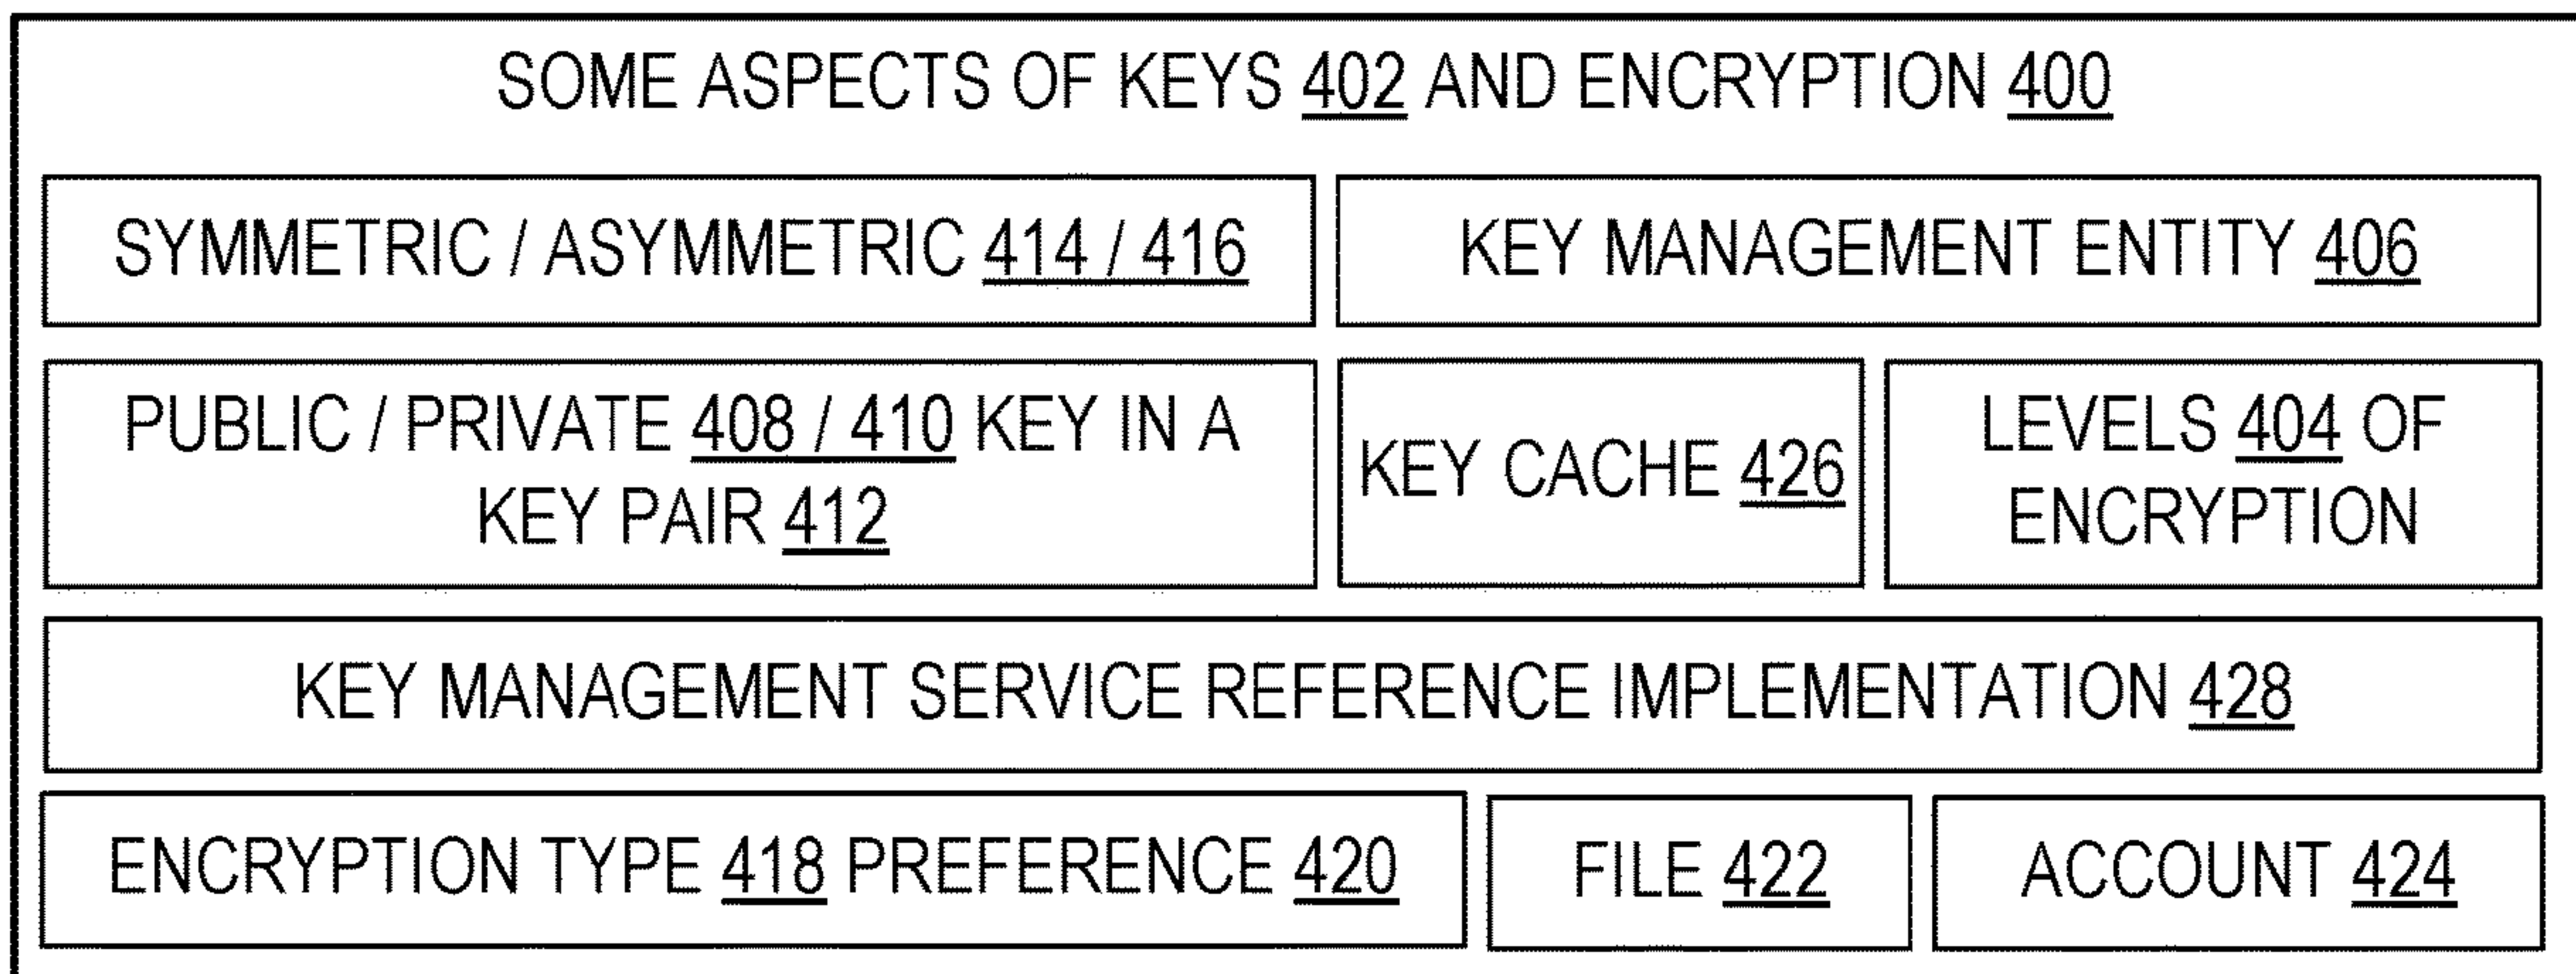 SOME ASPECTS OF KEYS 402 AND ENCRYPTION 400
SYMMETRIC / ASYMMETRIC 414 / 416
KEY MANAGEMENT ENTITY 406
PUBLIC / PRIVATE 408 / 410 KEY IN A
KEY PAIR 412
KEY CACHE 426
LEVELS 404 OF
ENCRYPTION
KEY MANAGEMENT SERVICE REFERENCE IMPLEMENTATION 428
ENCRYPTION TYPE 418 PREFERENCE 420
FILE 422
ACCOUNT 424